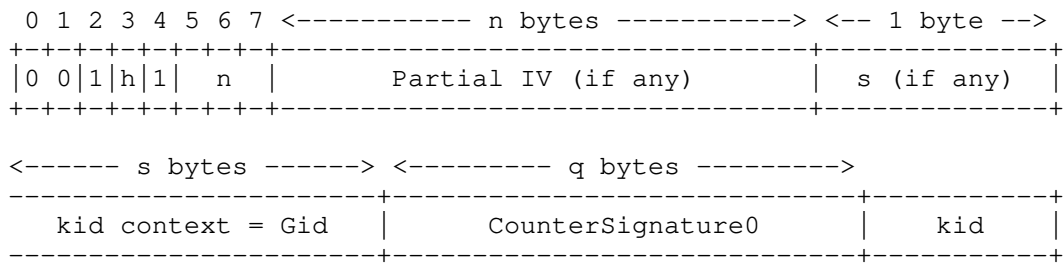 0 1 2 3 4 5 6 7 <----------- n bytes -----------> <-- 1 byte -->
+-+-+-+-+-+-+-+-+---------------------------------+--------------+
|0 0|1|h|1|  n  |       Partial IV (if any)       |  s (if any)  |
+-+-+-+-+-+-+-+-+---------------------------------+--------------+
<------ s bytes ------> <--------- q bytes --------->
-----------------------+-----------------------------+-----------+
   kid context = Gid   |      CounterSignature0      |    kid    |
-----------------------+-----------------------------+-----------+